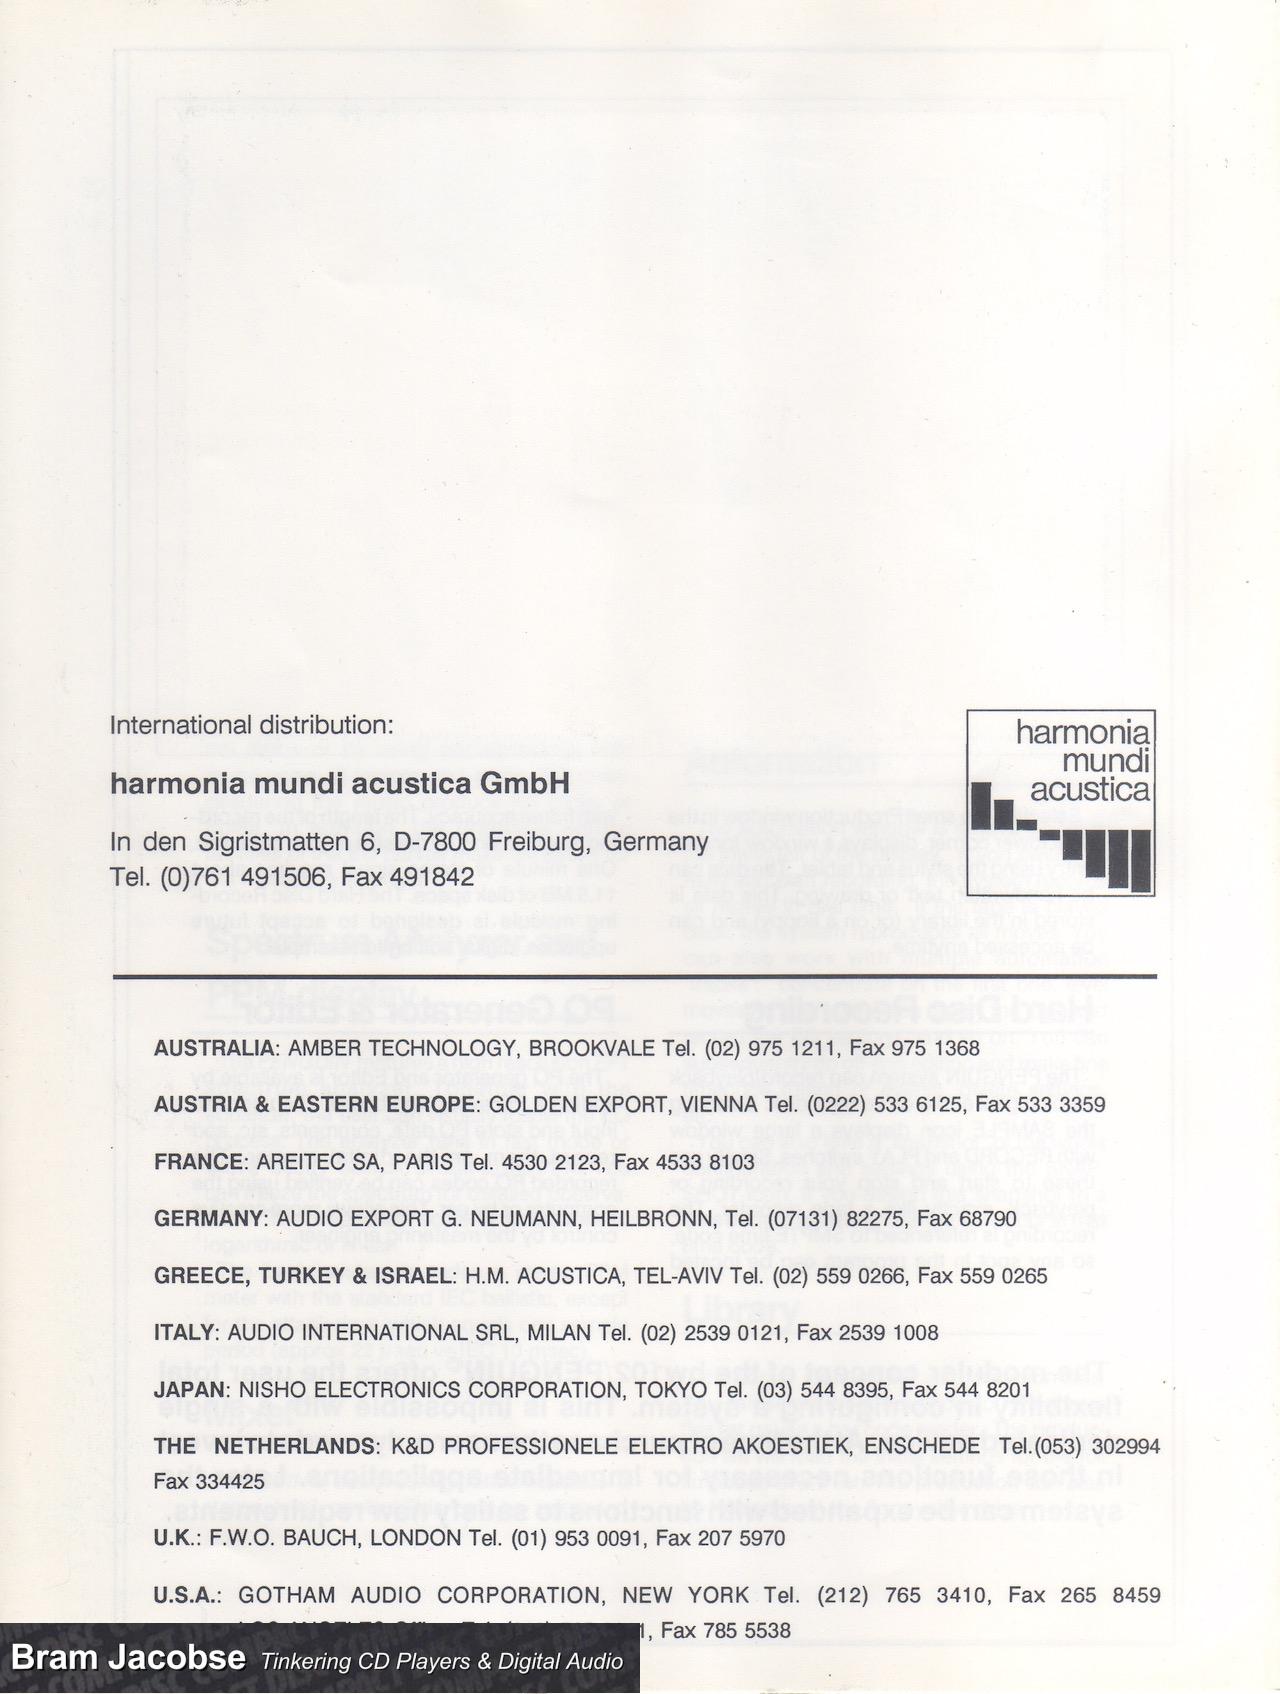 International distribution:
harmonia mundi acustica GmbH
In den Sigristmatten 6, D-7800 Freiburg, Germany
Tel. (0)761 491506, Fax 491842
harmonia
mundi
acustica
AUSTRALIA: AMBER TECHNOLOGY, BROOKVALE Tel. (02) 975 1211, Fax 975 1368
AUSTRIA & EASTERN EUROPE: GOLDEN EXPORT, VIENNA Tel. (0222) 533 6125, Fax 533 3359
FRANCE: AREITEC SA, PARIS Tel. 4530 2123, Fax 4533 8103
GERMANY: AUDIO EXPORT G. NEUMANN, HEILBRONN, Tel. (07131) 82275, Fax 68790
GREECE, TURKEY & ISRAEL: H.M. ACUSTICA, TEL-AVIV Tel. (02) 559 0266, Fax 559 0265
ITALY: AUDIO INTERNATIONAL SRL, MILAN Tel. (02) 2539 0121, Fax 2539 1008
JAPAN: NISHO ELECTRONICS CORPORATION, TOKYO Tel. (03) 544 8395, Fax 544 8201
THE NETHERLANDS: K&D PROFESSIONELE ELEKTRO AKOESTIEK, ENSCHEDE Tel.(053) 302994
Fax 334425
U.K.: F.W.O. BAUCH, LONDON Tel. (01) 953 0091, Fax 207 5970
U.S.A.: GOTHAM AUDIO CORPORATION, NEW YORK Tel. (212) 765 3410, Fax 265 8459
, Fax 785 5538
Bram Jacobse Tinkering CD Players & Digital Audio